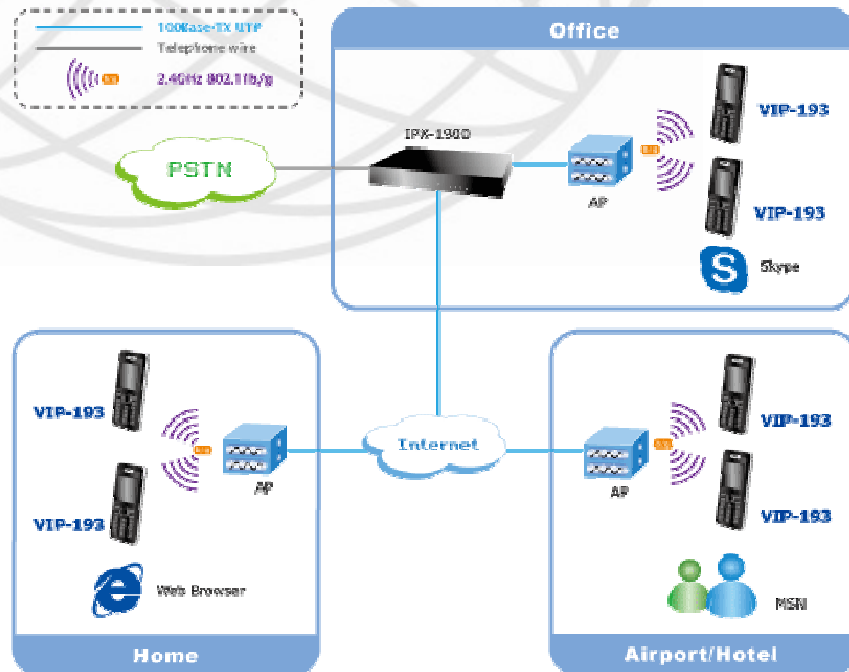 100Base-TX UTP
Telephone wire
2.4GHz 802.11b/g
Office
IPX-1900
PSTN
AP
VIP-193
VIP-193
Skype
VIP-193
VIP-193
AP
Web Browser
Home
Internet
AP
VIP-193
VIP-193
MSN
Airport/Hotel